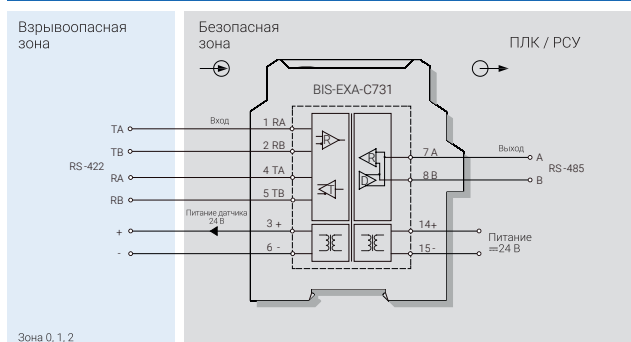 Взрывоопасная
зона
Безопасная
зона
ПЛК / РСУ
BIS-EXA-C731
TA
Вход
1 RA
R
TB
2 RB
RS-422
RA
4 TA
T
RB
5 TB
7 A
Выход
A
R
RS-485
8 B
B
D
Питание датчика
24 В
+
3 +
14+
Питание
24 В
-
6 -
15-
Зона 0, 1, 2